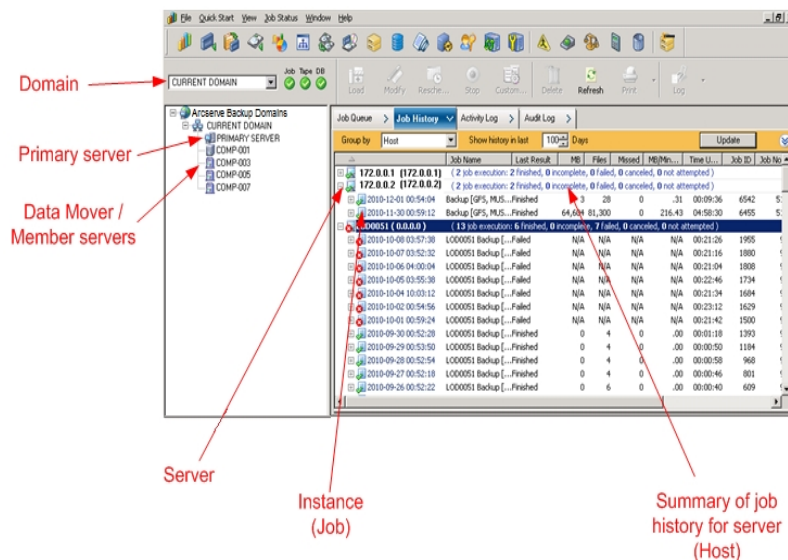 File Quick Start View Job Status Window Help
Domain
CURRENT DOMAIN
Job Tape DB
Load Modify Resche... Stop Custom... Delete Refresh Print Log
Arcserve Backup Domains
CURRENT DOMAIN
PRIMARY SERVER
COMP-001
COMP-003
COMP-005
COMP-007
Primary server
Data Mover /
Member servers
Job Queue Job History Activity Log Audit Log
Group by Host Show history in last 100 Days Update
Job Name Last Result MB Files Missed MB/Min... Time U... Job ID Job No
172.0.0.1 (172.0.0.1) ( 2 job execution: 2 finished, 0 incomplete, 0 failed, 0 canceled, 0 not attempted )
172.0.0.2 (172.0.0.2) ( 2 job execution: 2 finished, 0 incomplete, 0 failed, 0 canceled, 0 not attempted )
2010-12-01 00:54:04 Backup [GFS, MUS... Finished 3 28 0 .31 00:09:36 6542
2010-11-30 00:59:12 Backup [GFS, MUS... Finished 64,604 81,300 0 216.43 04:58:30 6455
LOD0051 ( 0.0.0.0 ) ( 13 job execution: 6 finished, 0 incomplete, 7 failed, 0 canceled, 0 not attempted )
2010-10-08 03:57:38 LOD0051 Backup [... Failed N/A N/A N/A N/A 00:21:26 1955
2010-10-07 03:52:32 LOD0051 Backup [... Failed N/A N/A N/A N/A 00:21:16 1880
2010-10-06 04:00:04 LOD0051 Backup [... Failed N/A N/A N/A N/A 00:21:04 1808
2010-10-05 03:55:38 LOD0051 Backup [... Failed N/A N/A N/A N/A 00:22:46 1734
2010-10-04 10:03:12 LOD0051 Backup [... Failed N/A N/A N/A N/A 00:21:34 1684
2010-10-02 00:54:56 LOD0051 Backup [... Failed N/A N/A N/A N/A 00:23:12 1629
2010-10-01 00:59:24 LOD0051 Backup [... Failed N/A N/A N/A N/A 00:21:42 1500
2010-09-30 00:52:28 LOD0051 Backup [... Finished 0 4 0 .00 00:01:18 1393
2010-09-29 00:53:50 LOD0051 Backup [... Finished 0 4 0 .00 00:00:50 1184
2010-09-28 00:52:54 LOD0051 Backup [... Finished 0 4 0 .00 00:00:58 968
2010-09-27 00:52:18 LOD0051 Backup [... Finished 0 4 0 .00 00:00:46 801
2010-09-26 00:52:22 LOD0051 Backup [... Finished 0 6 0 .00 00:00:40 609
Server
Instance
(Job)
Summary of job
history for server
(Host)